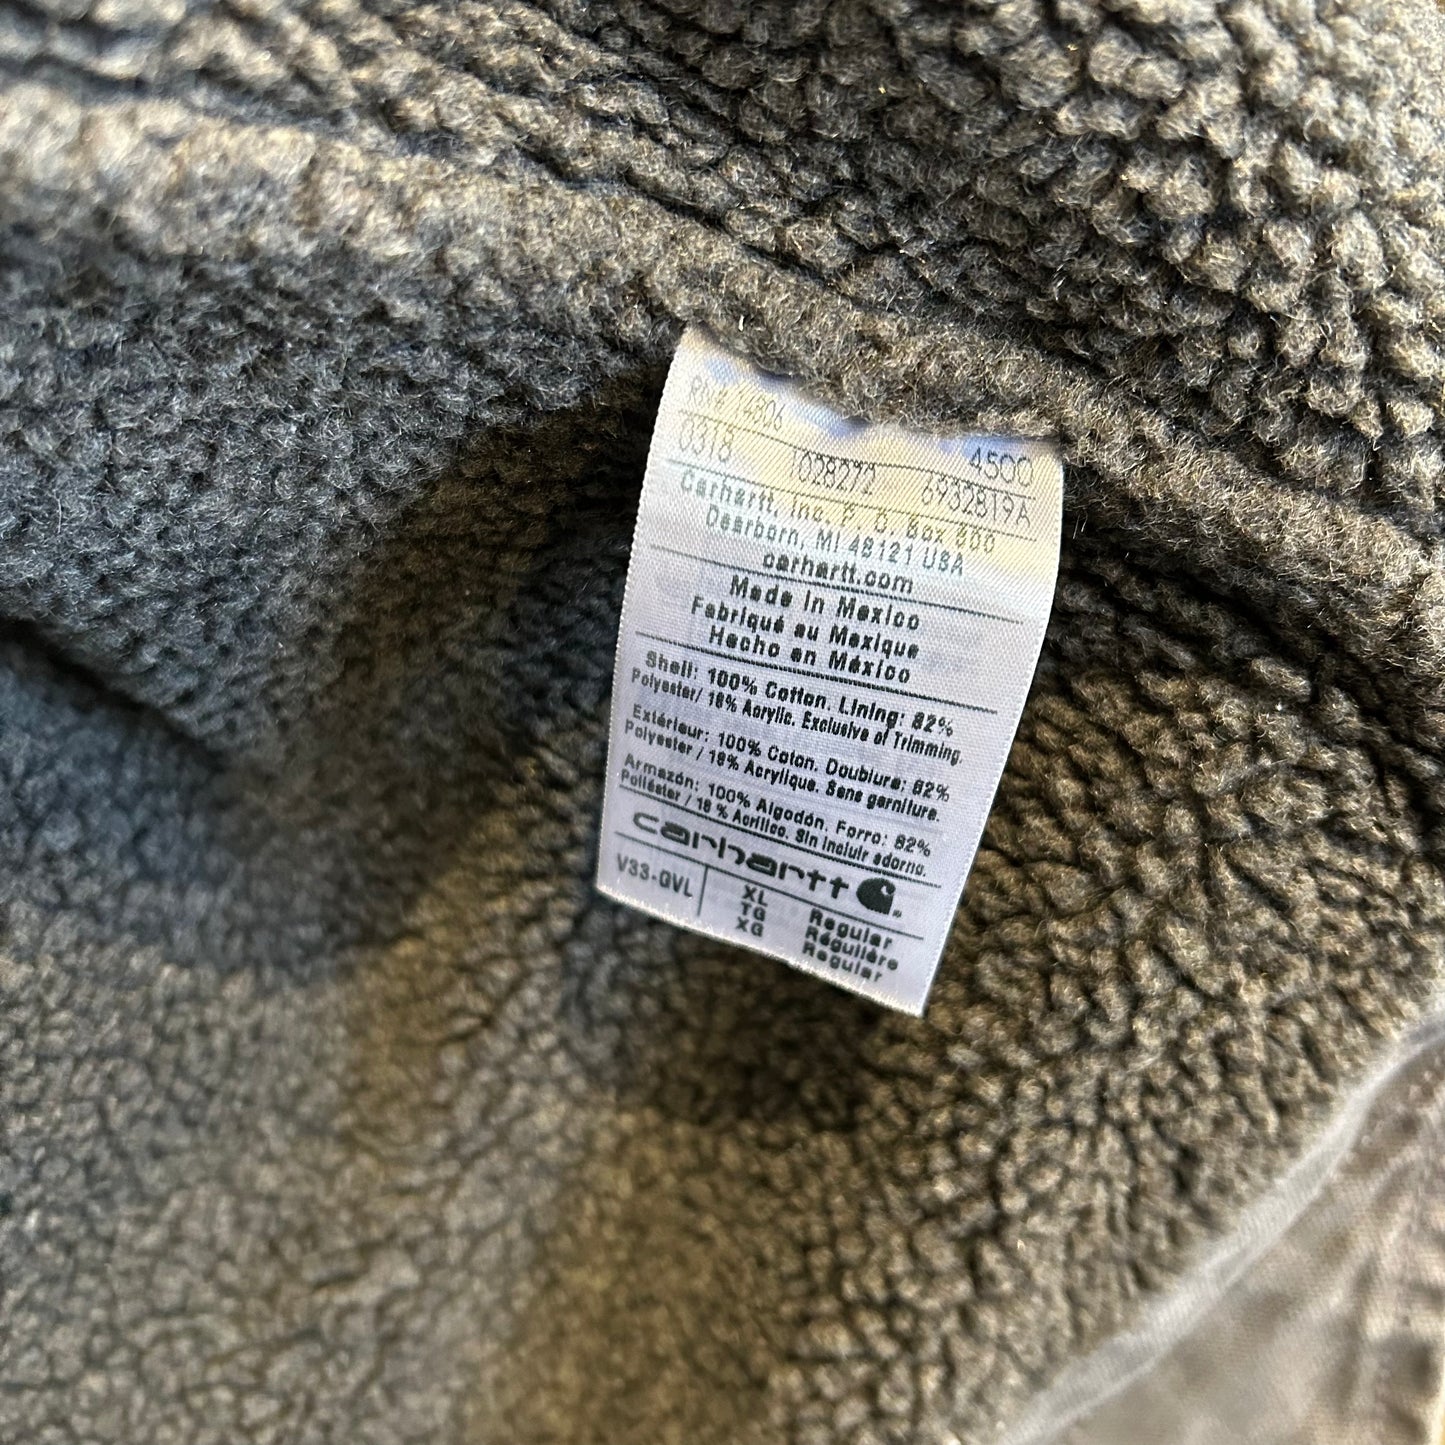 RN# 14806
0318 1028272 4500
6932819A
Carhartt, Inc. P. O. Box 600
Dearborn, MI 48121 USA
carhartt.com
Made in Mexico
Fabriqué au Mexique
Hecho en México
Shell: 100% Cotton. Lining: 82%
Polyester/ 18% Acrylic. Exclusive of Trimming.
Extérieur: 100% Coton. Doublure: 82%
Polyester / 18% Acrylique. Sans garniture.
Armazón: 100% Algodón. Forro: 82%
Poliéster / 18 % Acrílico. Sin incluir adorno.
carhartt
V33-GVL XL Regular
TG Régulière
XG Regular